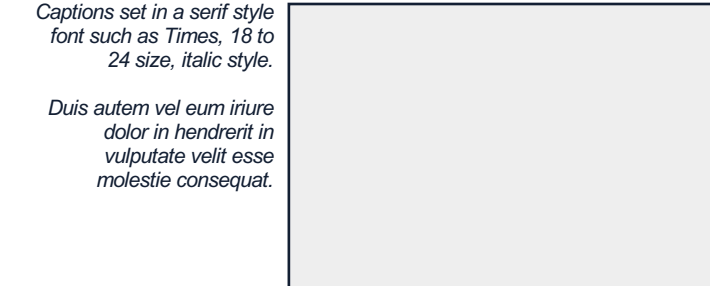 Captions set in a serif style
font such as Times, 18 to
24 size, italic style.
Duis autem vel eum iriure
dolor in hendrerit in
vulputate velit esse
molestie consequat.